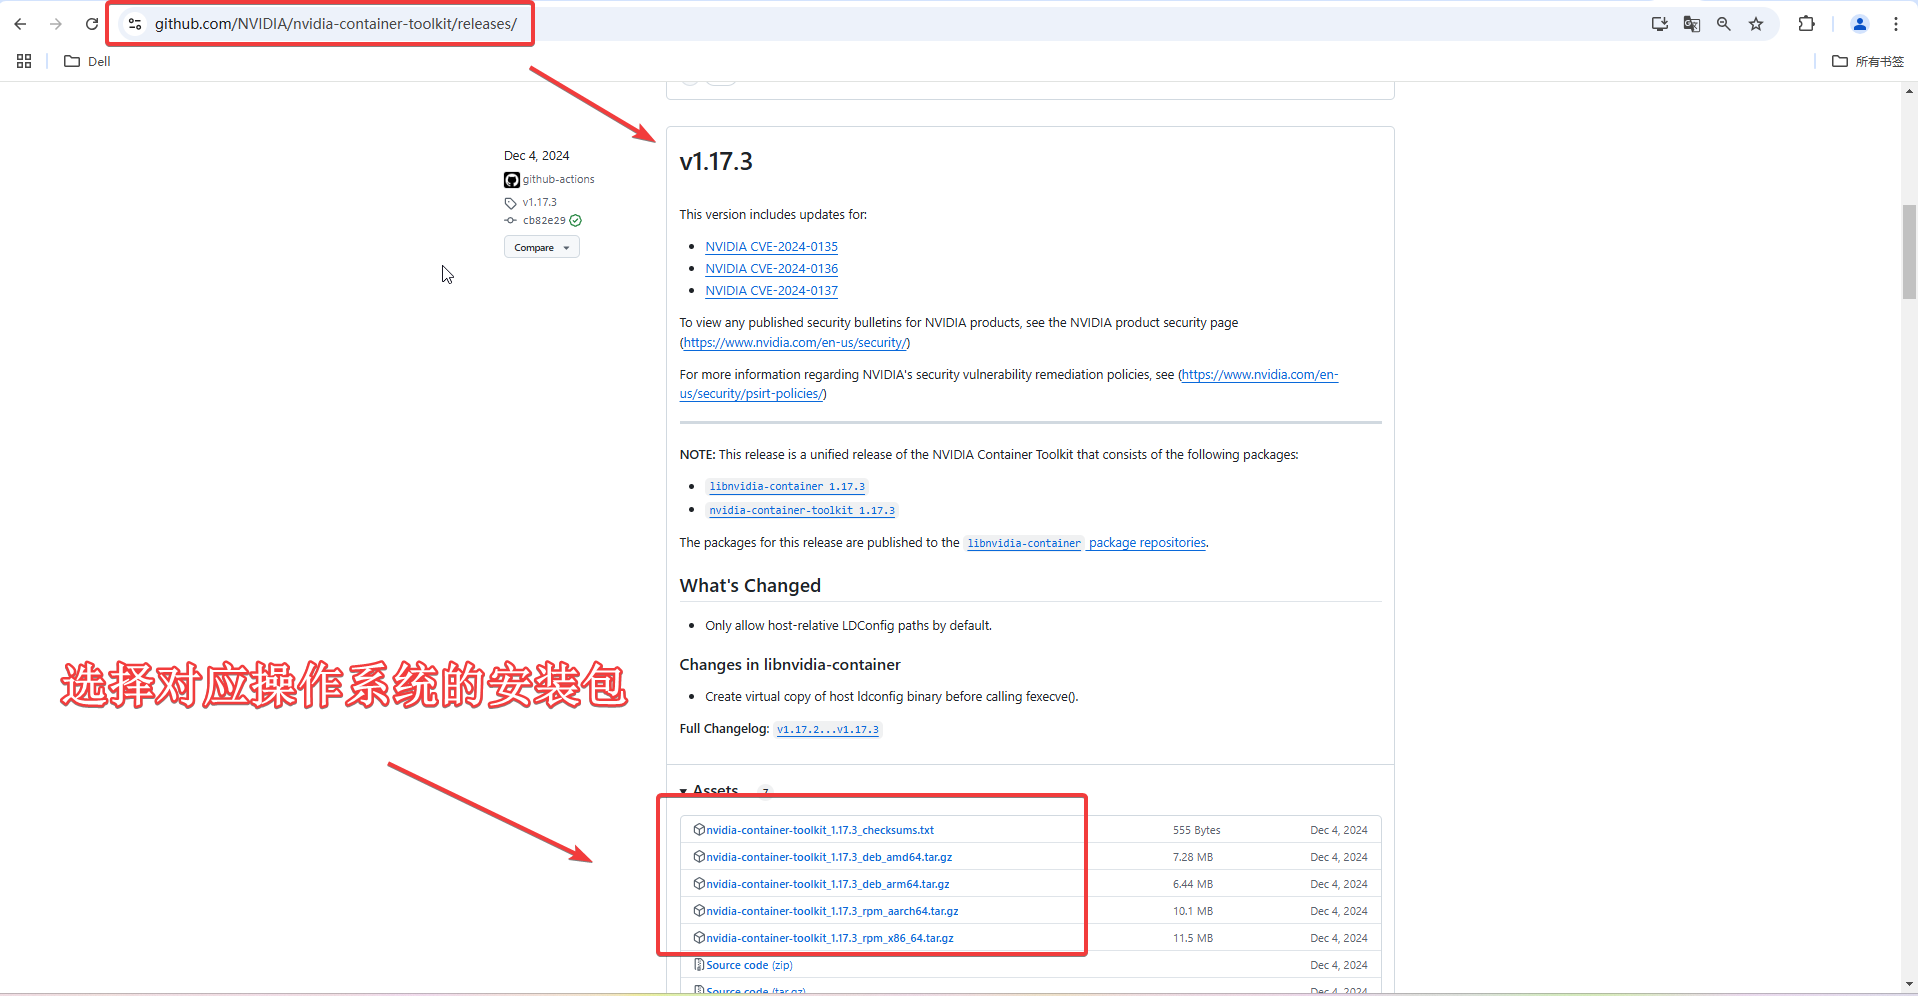 github.com/NVIDIA/nvidia-container-toolkit/releases/
Dell
所有书签
Dec 4, 2024
github-actions
v1.17.3
cb82e29
Compare
v1.17.3
This version includes updates for:
NVIDIA CVE-2024-0135
NVIDIA CVE-2024-0136
NVIDIA CVE-2024-0137
To view any published security bulletins for NVIDIA products, see the NVIDIA product security page
(https://www.nvidia.com/en-us/security/)
For more information regarding NVIDIA's security vulnerability remediation policies, see (https://www.nvidia.com/en-
us/security/psirt-policies/)
NOTE: This release is a unified release of the NVIDIA Container Toolkit that consists of the following packages:
libnvidia-container 1.17.3
nvidia-container-toolkit 1.17.3
The packages for this release are published to the libnvidia-container package repositories.
What's Changed
Only allow host-relative LDConfig paths by default.
Changes in libnvidia-container
Create virtual copy of host ldconfig binary before calling fexecve().
Full Changelog: v1.17.2...v1.17.3
选择对应操作系统的安装包
Assets 7
nvidia-container-toolkit_1.17.3_checksums.txt 555 Bytes Dec 4, 2024
nvidia-container-toolkit_1.17.3_deb_amd64.tar.gz 7.28 MB Dec 4, 2024
nvidia-container-toolkit_1.17.3_deb_arm64.tar.gz 6.44 MB Dec 4, 2024
nvidia-container-toolkit_1.17.3_rpm_aarch64.tar.gz 10.1 MB Dec 4, 2024
nvidia-container-toolkit_1.17.3_rpm_x86_64.tar.gz 11.5 MB Dec 4, 2024
Source code (zip) Dec 4, 2024
Source code (tar.gz) Dec 4, 2024